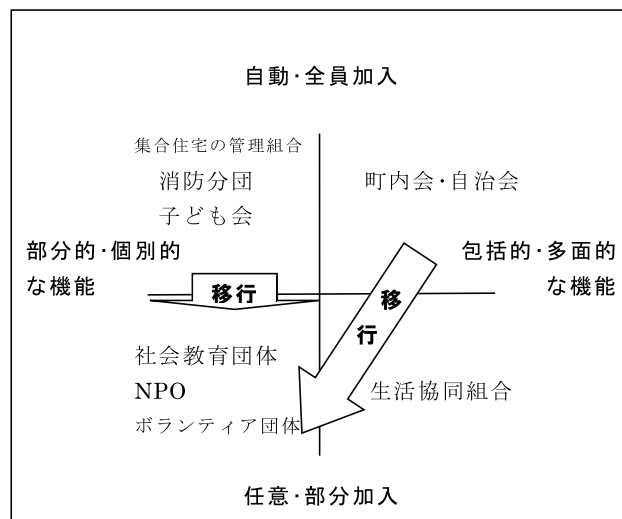 自動・全員加入
集合住宅の管理組合
消防分団
子ども会
町内会・自治会
部分的・個別的
な機能
包括的・多面的
な機能
移行
移行
社会教育団体
NPO
ボランティア団体
生活協同組合
任意・部分加入